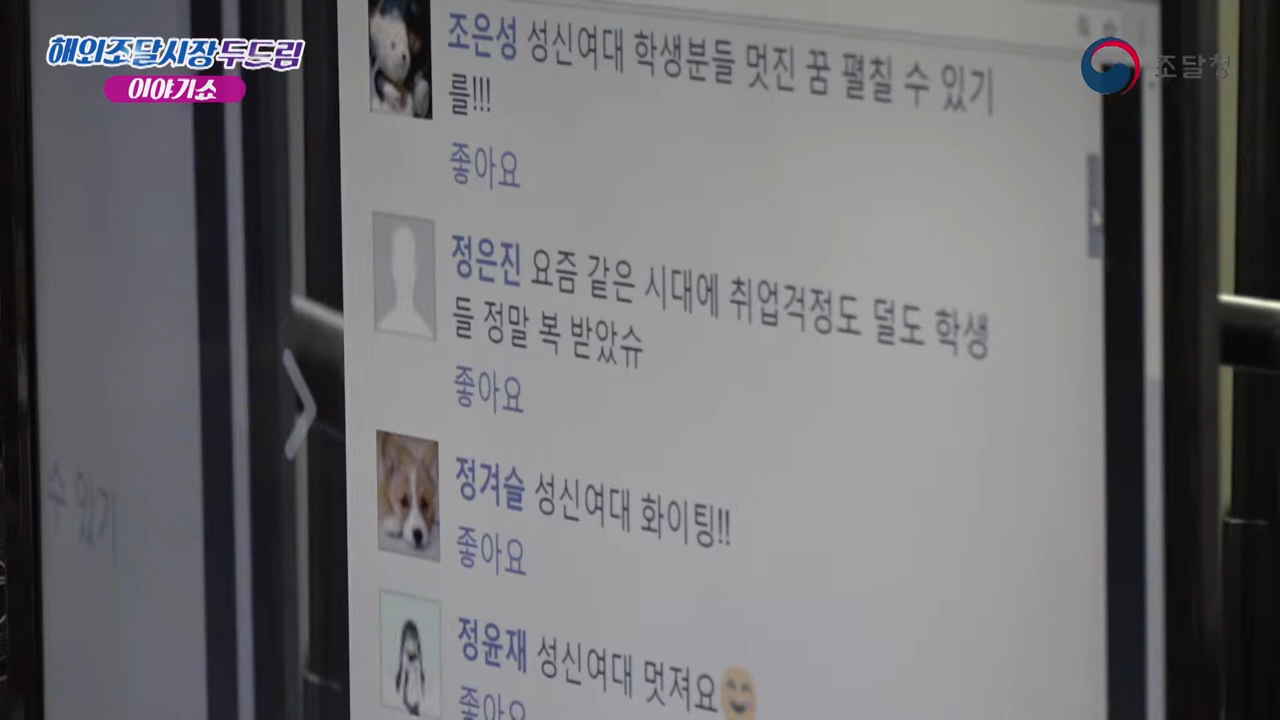 해외조달시장 두드림
이야기쇼
조달청
조은성 성신여대 학생분들 멋진 꿈 펼칠 수 있기
를!!!
좋아요
정은진 요즘 같은 시대에 취업걱정도 덜도 학생
들 정말 복 받았슈
좋아요
정겨슬 성신여대 화이팅!!
좋아요
정윤재 성신여대 멋져요
좋아요
수 있기